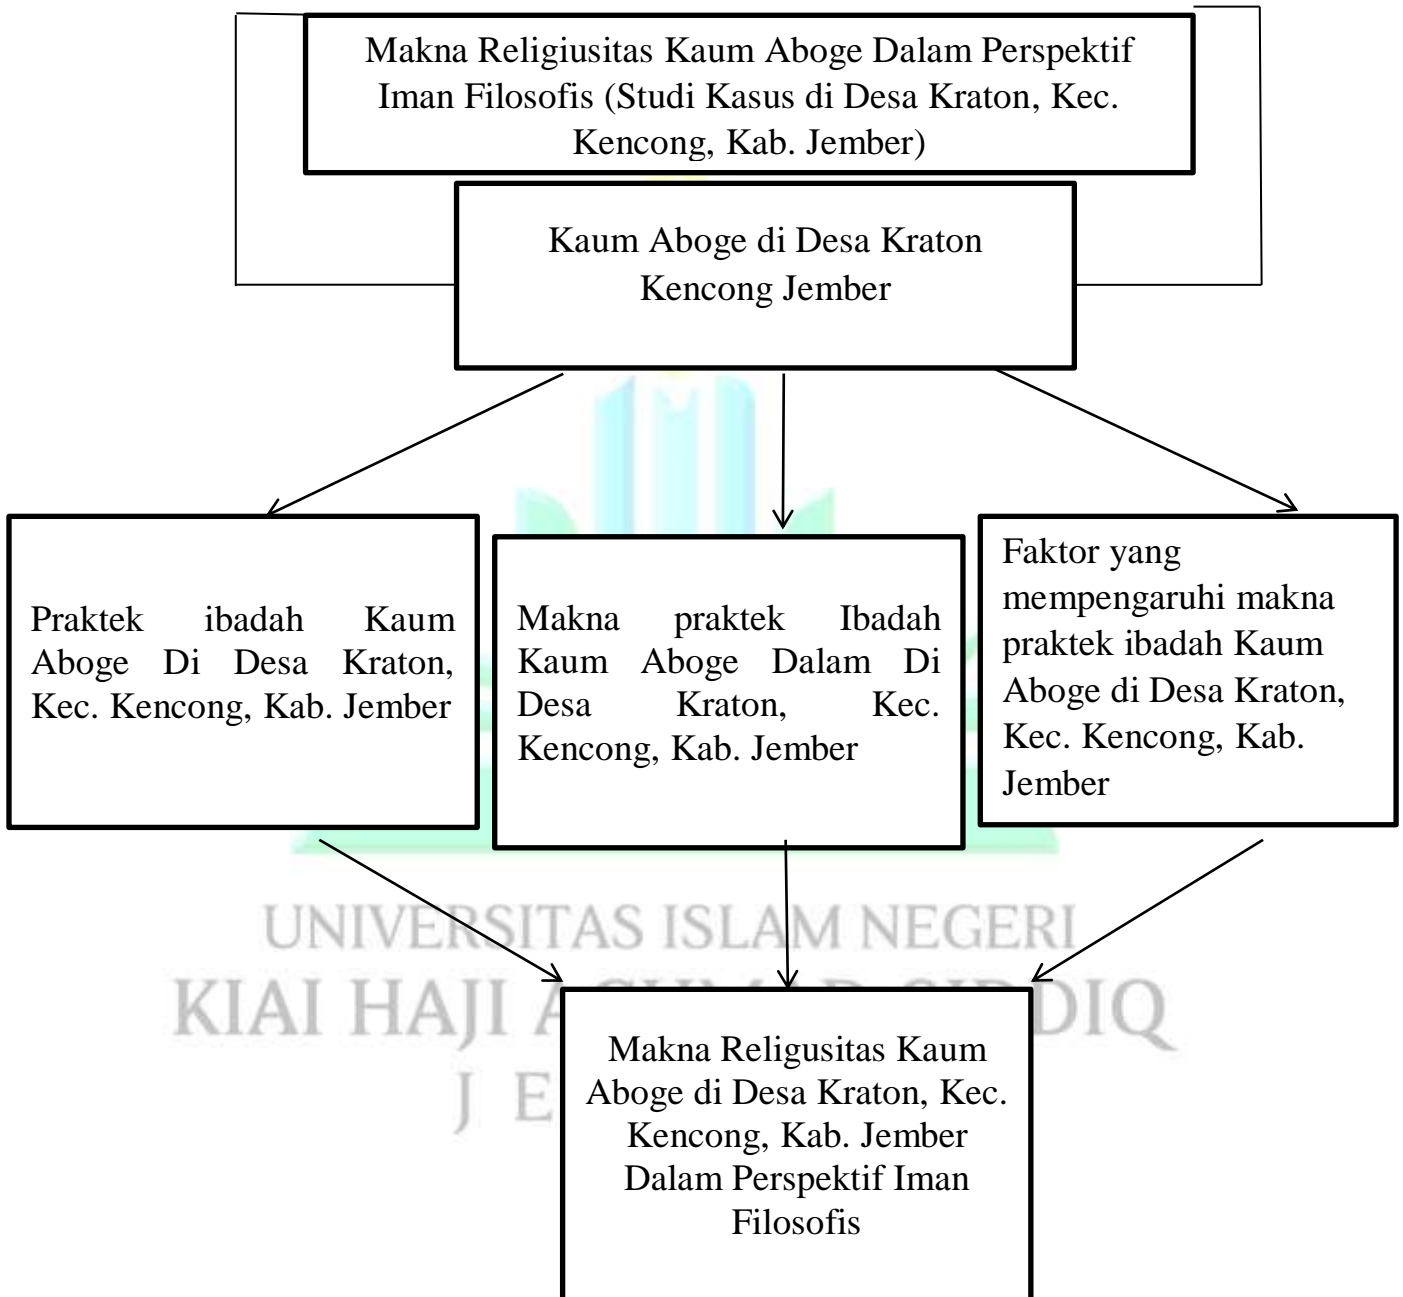 Makna Religiusitas Kaum Aboge Dalam Perspektif
Iman Filosofis (Studi Kasus di Desa Kraton, Kec.
Kencong, Kab. Jember)
Kaum Aboge di Desa Kraton
Kencong Jember
Praktek ibadah Kaum
Aboge Di Desa Kraton,
Kec. Kencong, Kab. Jember
Makna praktek Ibadah
Kaum Aboge Dalam Di
Desa Kraton, Kec.
Kencong, Kab. Jember
Faktor yang
mempengaruhi makna
praktek ibadah Kaum
Aboge di Desa Kraton,
Kec. Kencong, Kab.
Jember
UNIVERSITAS ISLAM NEGERI
KIAI HAJI
Makna Religusitas Kaum
Aboge di Desa Kraton, Kec.
Kencong, Kab. Jember
Dalam Perspektif Iman
Filosofis